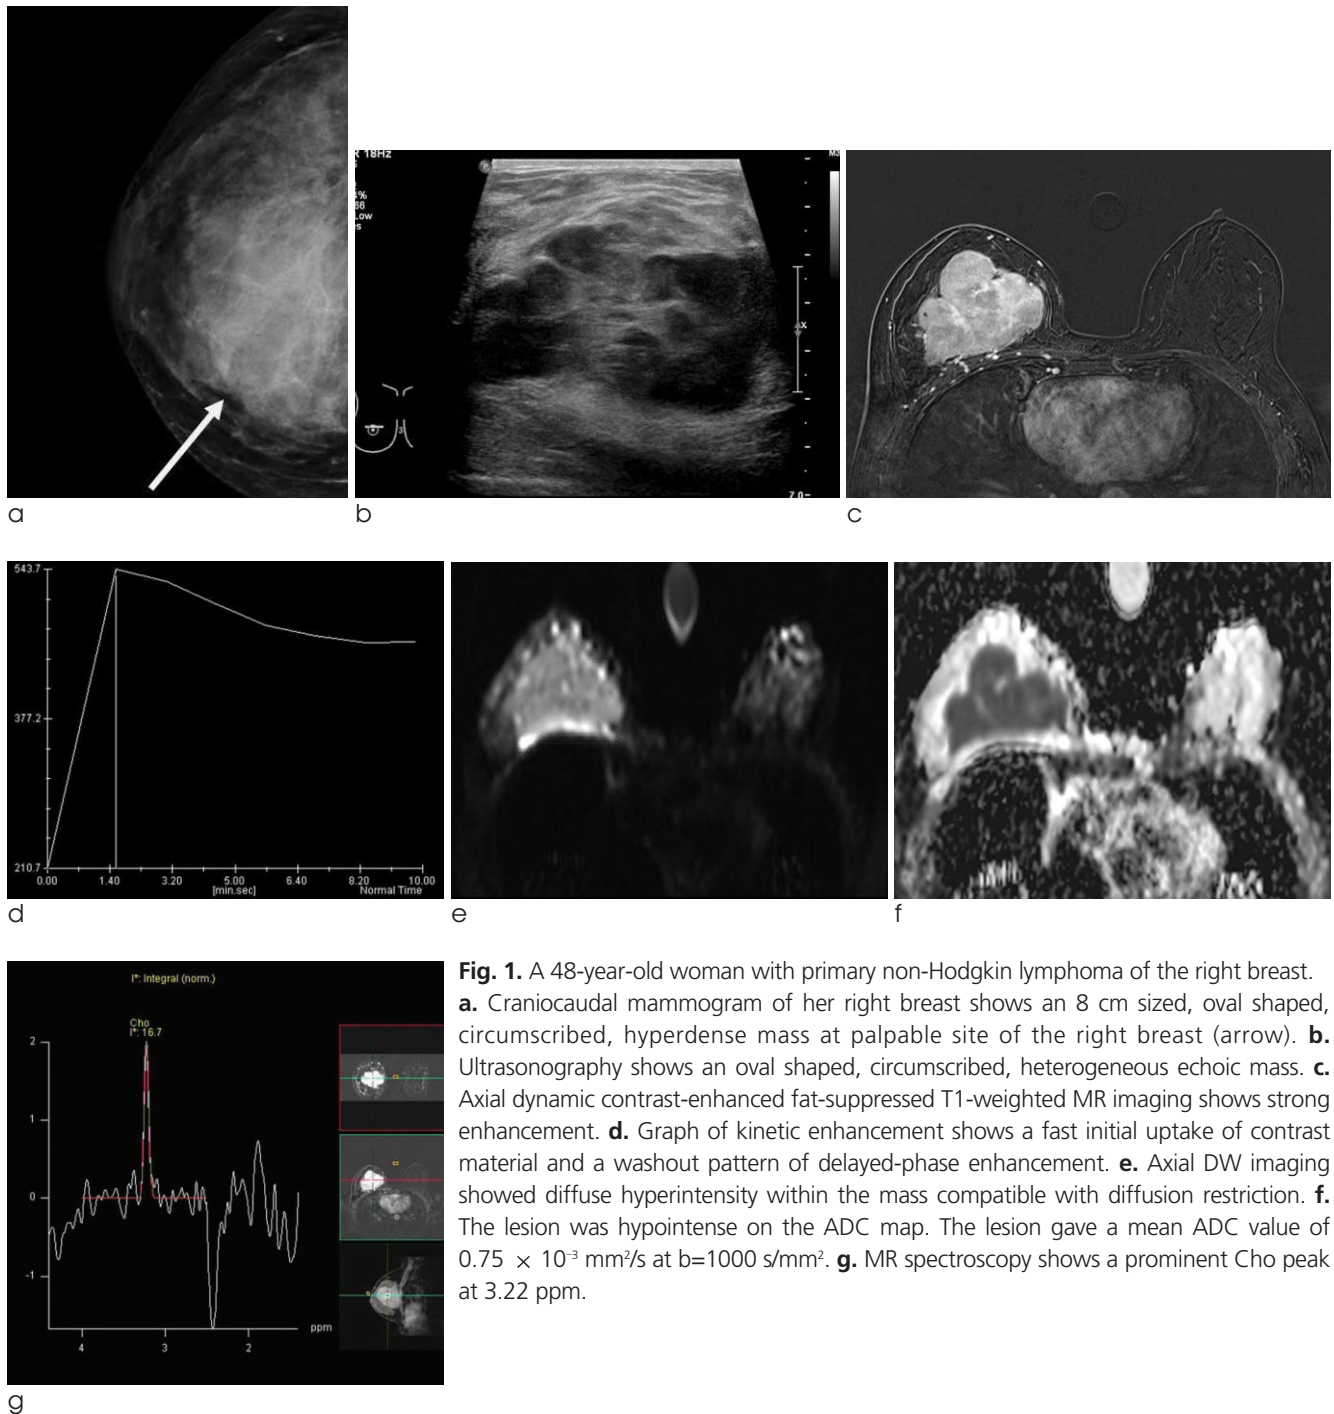 R 18Hz
M3
4%
66
Low
x
3
7.0
a
b
c
543.7
377.2
210.7
0.00 1.40 3.20 5.00 6.40 8.20 10.00
[min.sec] Normal Time
d
e
f
I*: Integral (norm.)
Cho
I*: 16.7
2
1
0
-1
4 3 2 ppm
g
Fig. 1. A 48-year-old woman with primary non-Hodgkin lymphoma of the right breast.
a. Craniocaudal mammogram of her right breast shows an 8 cm sized, oval shaped,
circumscribed, hyperdense mass at palpable site of the right breast (arrow). b.
Ultrasonography shows an oval shaped, circumscribed, heterogeneous echoic mass. c.
Axial dynamic contrast-enhanced fat-suppressed T1-weighted MR imaging shows strong
enhancement. d. Graph of kinetic enhancement shows a fast initial uptake of contrast
material and a washout pattern of delayed-phase enhancement. e. Axial DW imaging
showed diffuse hyperintensity within the mass compatible with diffusion restriction. f.
The lesion was hypointense on the ADC map. The lesion gave a mean ADC value of
0.75 × 10⁻³ mm²/s at b=1000 s/mm². g. MR spectroscopy shows a prominent Cho peak
at 3.22 ppm.